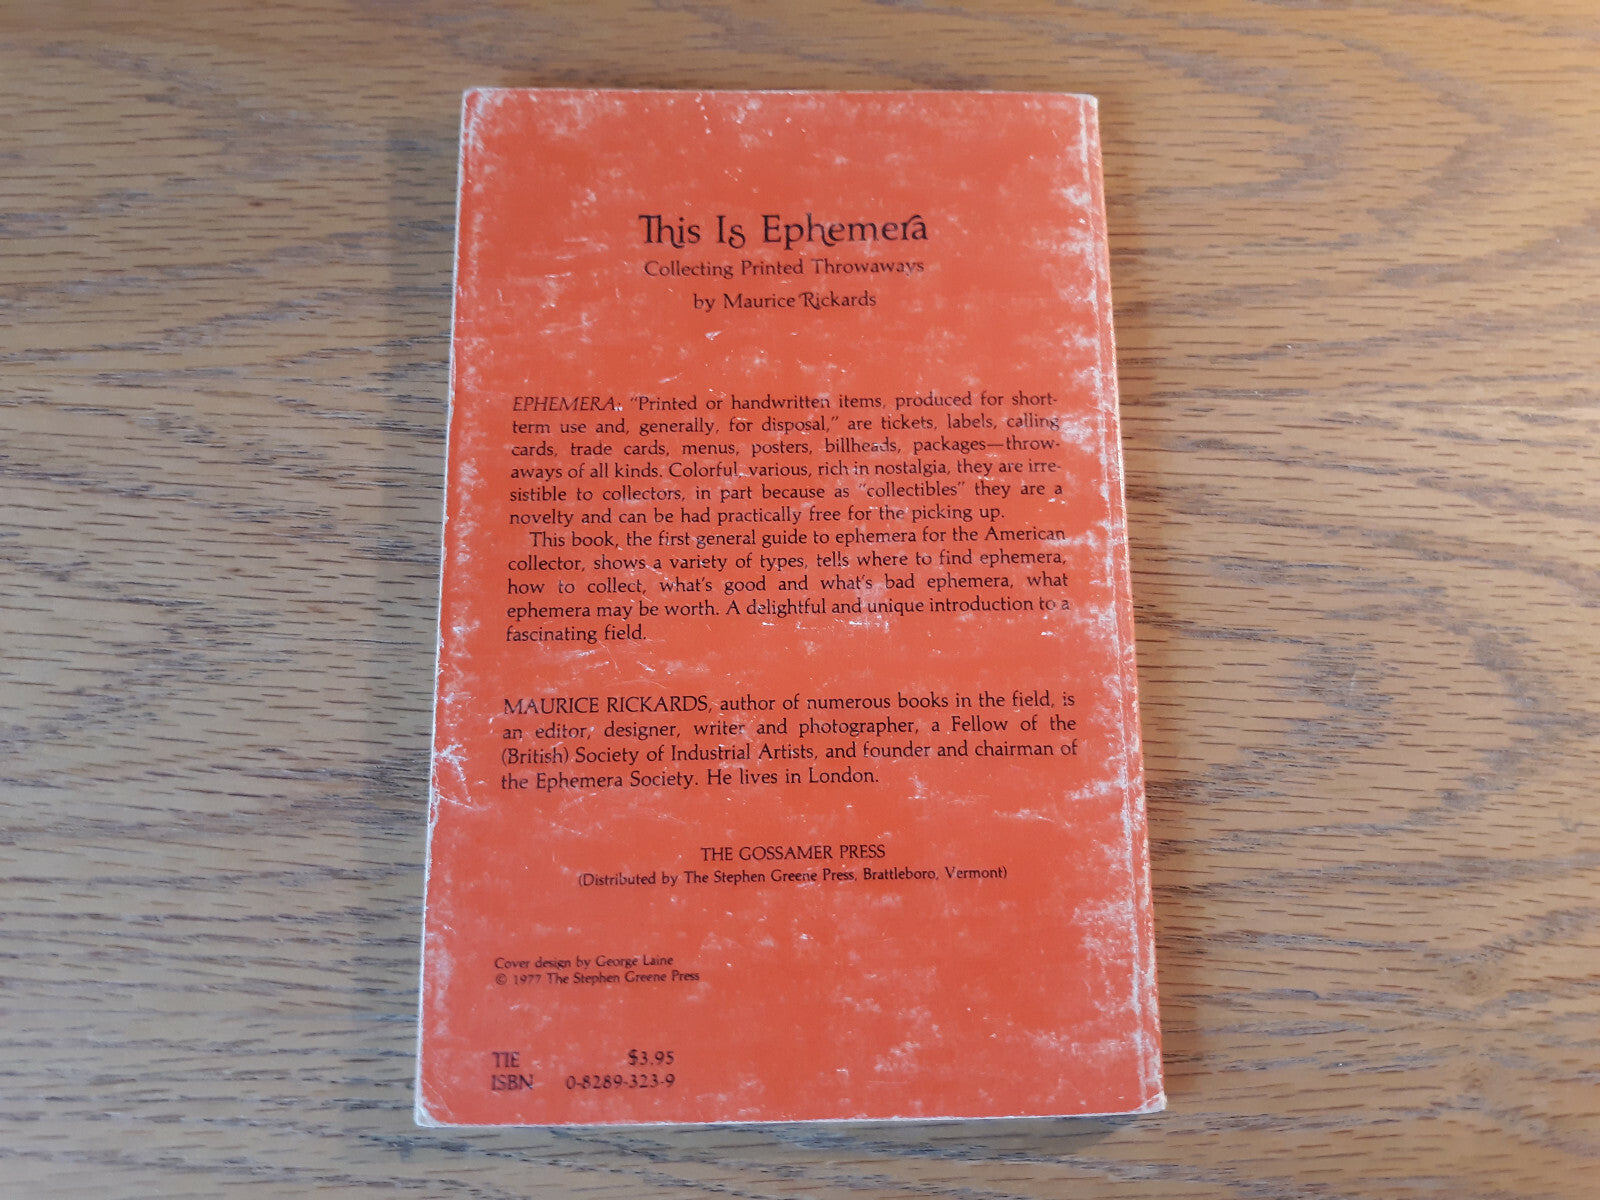 This Is Ephemera
Collecting Printed Throwaways
by Maurice Rickards
EPHEMERA: "Printed or handwritten items, produced for short-
term use and, generally, for disposal," are tickets, labels, calling
cards, trade cards, menus, posters, billheads, packages—throw-
aways of all kinds. Colorful, various, rich in nostalgia, they are irre-
sistible to collectors, in part because as "collectibles" they are a
novelty and can be had practically free for the picking up.
This book, the first general guide to ephemera for the American
collector, shows a variety of types, tells where to find ephemera,
how to collect, what's good and what's bad ephemera, what
ephemera may be worth. A delightful and unique introduction to a
fascinating field.
MAURICE RICKARDS, author of numerous books in the field, is
an editor, designer, writer and photographer, a Fellow of the
(British) Society of Industrial Artists, and founder and chairman of
the Ephemera Society. He lives in London.
THE GOSSAMER PRESS
(Distributed by The Stephen Greene Press, Brattleboro, Vermont)
Cover design by George Laine
© 1977 The Stephen Greene Press
TIE $3.95
ISBN 0-8289-323-9